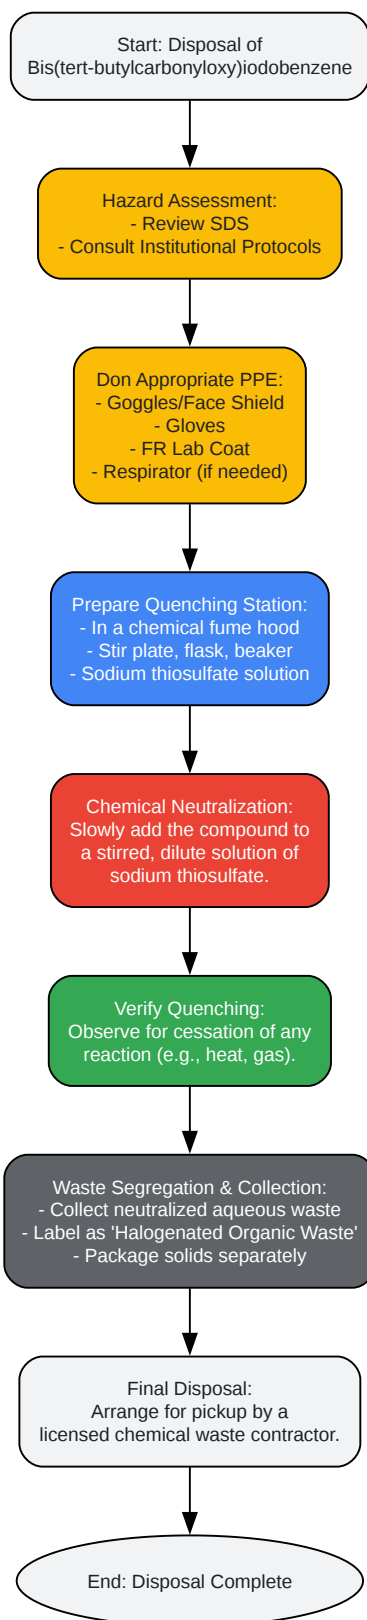 Start: Disposal of
Bis(tert-butylcarbonyloxy)iodobenzene
Hazard Assessment:
- Review SDS
- Consult Institutional Protocols
Don Appropriate PPE:
- Goggles/Face Shield
- Gloves
- FR Lab Coat
- Respirator (if needed)
Prepare Quenching Station:
- In a chemical fume hood
- Stir plate, flask, beaker
- Sodium thiosulfate solution
Chemical Neutralization:
Slowly add the compound to
a stirred, dilute solution of
sodium thiosulfate.
Verify Quenching:
Observe for cessation of any
reaction (e.g., heat, gas).
Waste Segregation & Collection:
- Collect neutralized aqueous waste
- Label as 'Halogenated Organic Waste'
- Package solids separately
Final Disposal:
Arrange for pickup by a
licensed chemical waste contractor.
End: Disposal Complete